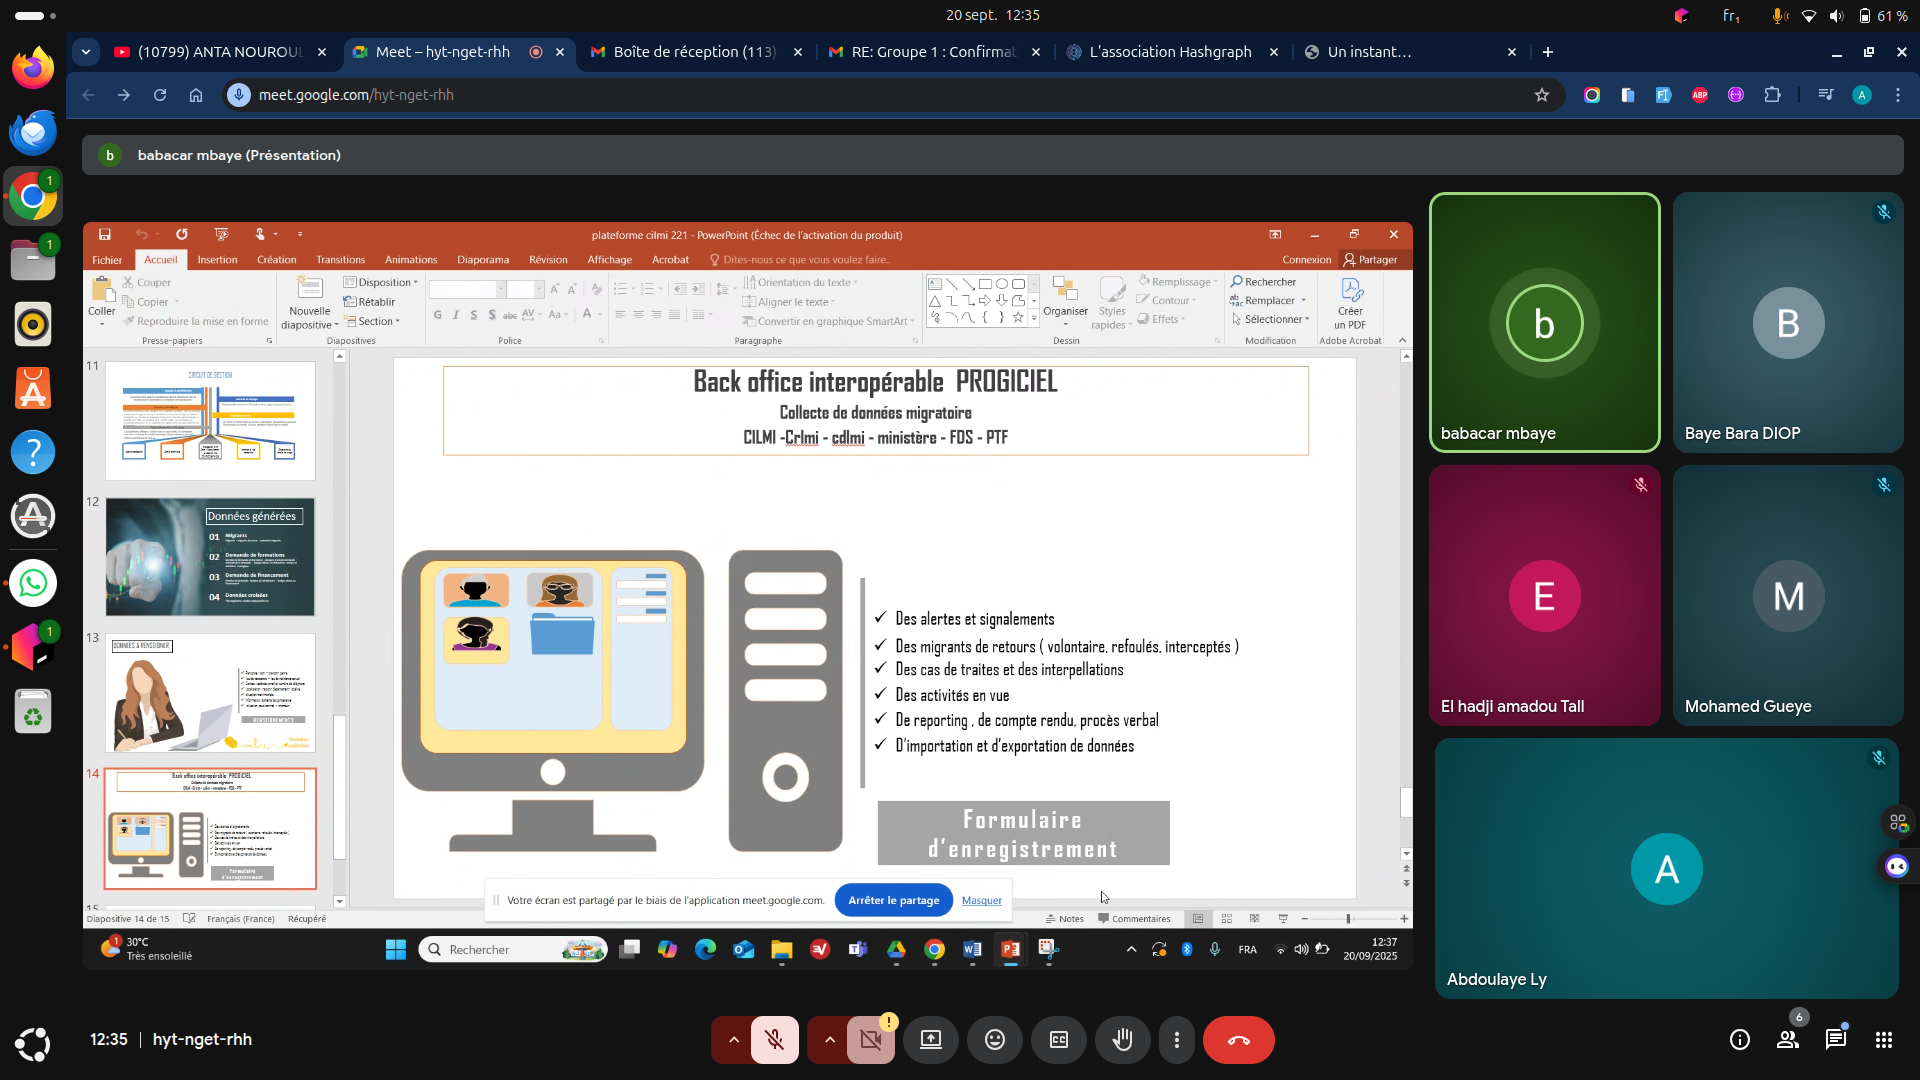 20 sept. 12:35
fr₁
61 %
(10799) ANTA NOUROUL
Meet – hyt-nget-rhh
Boîte de réception (113)
RE: Groupe 1 : Confirmat
L'association Hashgraph
Un instant…
meet.google.com/hyt-nget-rhh
b babacar mbaye (Présentation)
plateforme cilmi 221 - PowerPoint (Échec de l'activation du produit)
Fichier Accueil Insertion Création Transitions Animations Diaporama Révision Affichage Acrobat Dites-nous ce que vous voulez faire.. Connexion Partager
Coller
Couper
Copier
Reproduire la mise en forme
Presse-papiers
Nouvelle
diapositive
Disposition
Rétablir
Section
Diapositives
Police
Orientation du texte
Aligner le texte
Convertir en graphique SmartArt
Paragraphe
Organiser
Styles
rapides
Remplissage
Contour
Effets
Dessin
Rechercher
Remplacer
Sélectionner
Modification
Créer
un PDF
Adobe Acrobat
11
CIRCUIT DE GESTION
12
Données générées
01 Migrants
02 Demande de formations
03 Demande de financement
04 Données croisées
13
DONNEES A RENSEIGNER
RENSEIGNEMENTS
14
Back office interopérable PROGICIEL
Collecte de données migratoire
CILMI -Crlmi - cdlmi - ministère - FDS - PTF
Des alertes et signalements
Des migrants de retours ( volontaire, refoulés, interceptés )
Des cas de traites et des interpellations
Des activités en vue
De reporting , de compte rendu, procès verbal
D'importation et d'exportation de données
Formulaire
d'enregistrement
Votre écran est partagé par le biais de l'application meet.google.com.
Arrêter le partage
Masquer
Diapositive 14 de 15 Français (France) Récupéré
Notes Commentaires
1 30°C
Très ensoleillé
Rechercher
FRA
12:37
20/09/2025
b
babacar mbaye
B
Baye Bara DIOP
E
El hadji amadou Tall
M
Mohamed Gueye
A
Abdoulaye Ly
12:35 | hyt-nget-rhh
6